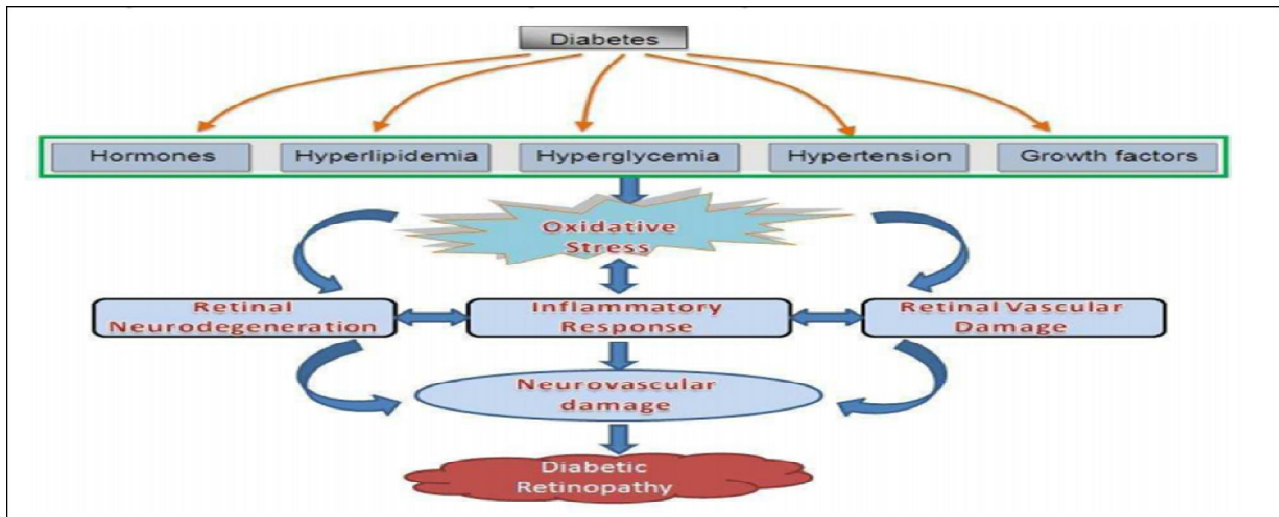 Diabetes
Hormones
Hyperlipidemia
Hyperglycemia
Hypertension
Growth factors
Oxidative
Stress
Retinal
Neurodegeneration
Inflammatory
Response
Retinal Vascular
Damage
Neurovascular
damage
Diabetic
Retinopathy